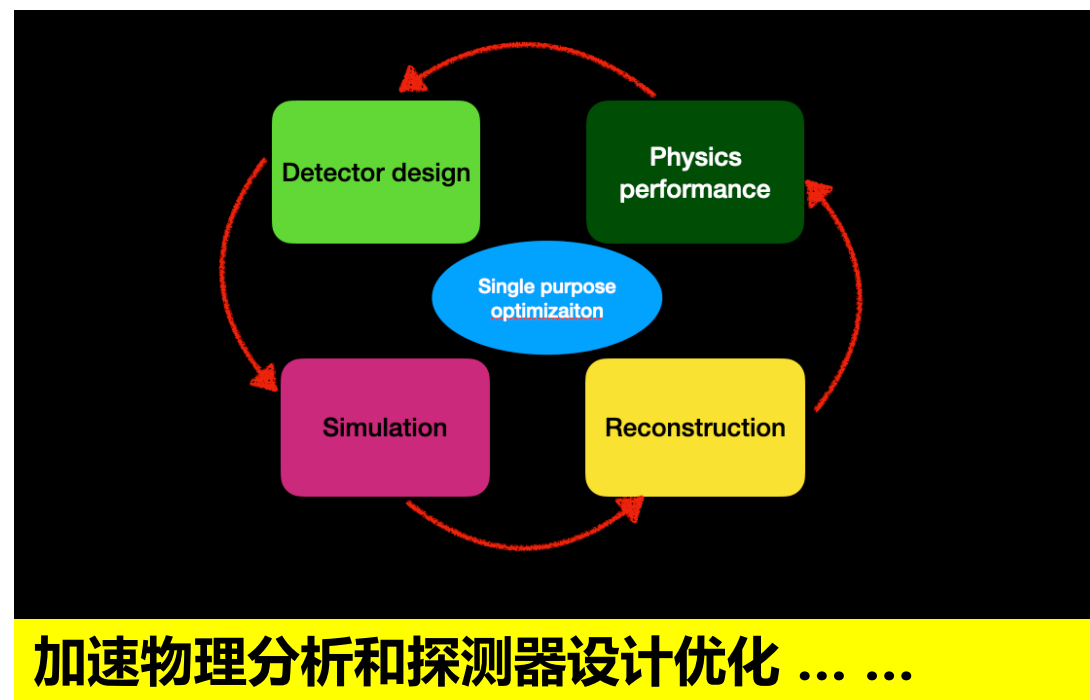 Detector design
Physics
performance
Single purpose
optimizaiton
Simulation
Reconstruction
加速物理分析和探测器设计优化 ... ...